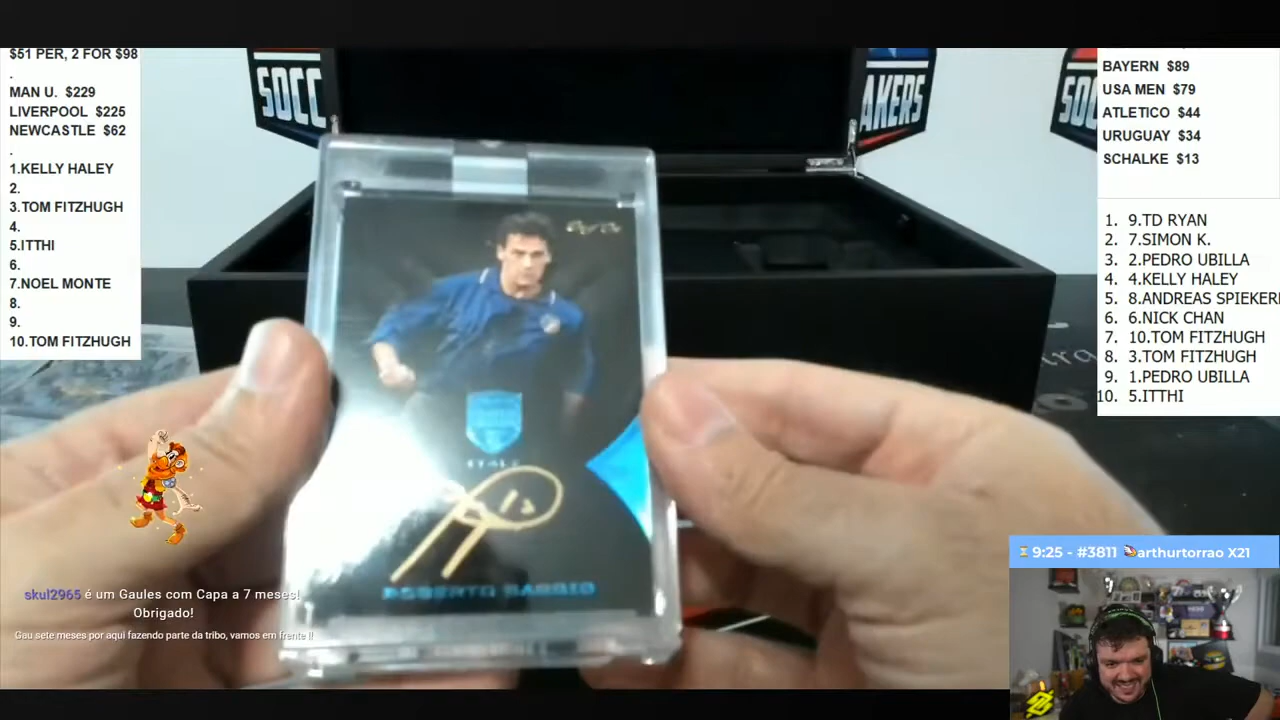 $51 PER, 2 FOR $98
.
MAN U. $229
LIVERPOOL $225
NEWCASTLE $62
.
1.KELLY HALEY
2.
3.TOM FITZHUGH
4.
5.ITTHI
6.
7.NOEL MONTE
8.
9.
10.TOM FITZHUGH
SOCC
AKERS
SOC
BAYERN $89
USA MEN $79
ATLETICO $44
URUGUAY $34
SCHALKE $13
1. 9.TD RYAN
2. 7.SIMON K.
3. 2.PEDRO UBILLA
4. 4.KELLY HALEY
5. 8.ANDREAS SPIEKER
6. 6.NICK CHAN
7. 10.TOM FITZHUGH
8. 3.TOM FITZHUGH
9. 1.PEDRO UBILLA
10. 5.ITTHI
ITALY
ROBERTO BAGGIO
9:25 - #3811 arthurtorrao X21
skul2965 é um Gaules com Capa a 7 meses!
Obrigado!
Gau sete meses por aqui fazendo parte da tribo, vamos em frente !!